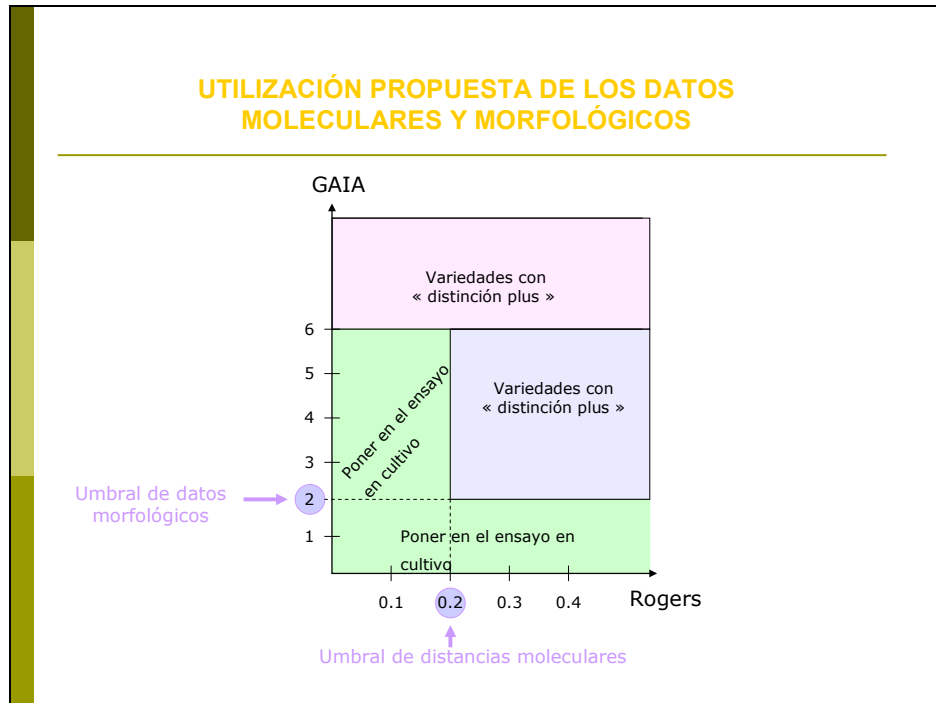 UTILIZACIÓN PROPUESTA DE LOS DATOS
MOLECULARES Y MORFOLÓGICOS
GAIA
Variedades con
« distinción plus »
6
5
4
3
2
1
Poner en el ensayo
en cultivo
Variedades con
« distinción plus »
Umbral de datos
morfológicos
Poner en el ensayo en
cultivo
0.1 0.2 0.3 0.4
Rogers
Umbral de distancias moleculares